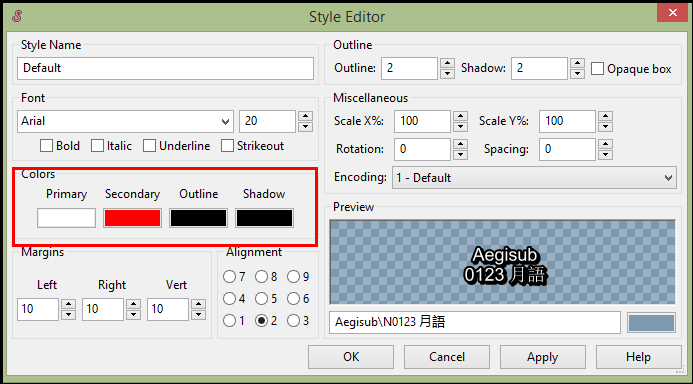 Style Editor
Style Name
Default
Font
Arial
20
Bold Italic Underline Strikeout
Colors
Primary Secondary Outline Shadow
Margins
Left Right Vert
10 10 10
Alignment
7 8 9
4 5 6
1 2 3
Outline
Outline: 2 Shadow: 2 Opaque box
Miscellaneous
Scale X%: 100 Scale Y%: 100
Rotation: 0 Spacing: 0
Encoding: 1 - Default
Preview
Aegisub
0123 月語
Aegisub\N0123 月語
OK Cancel Apply Help